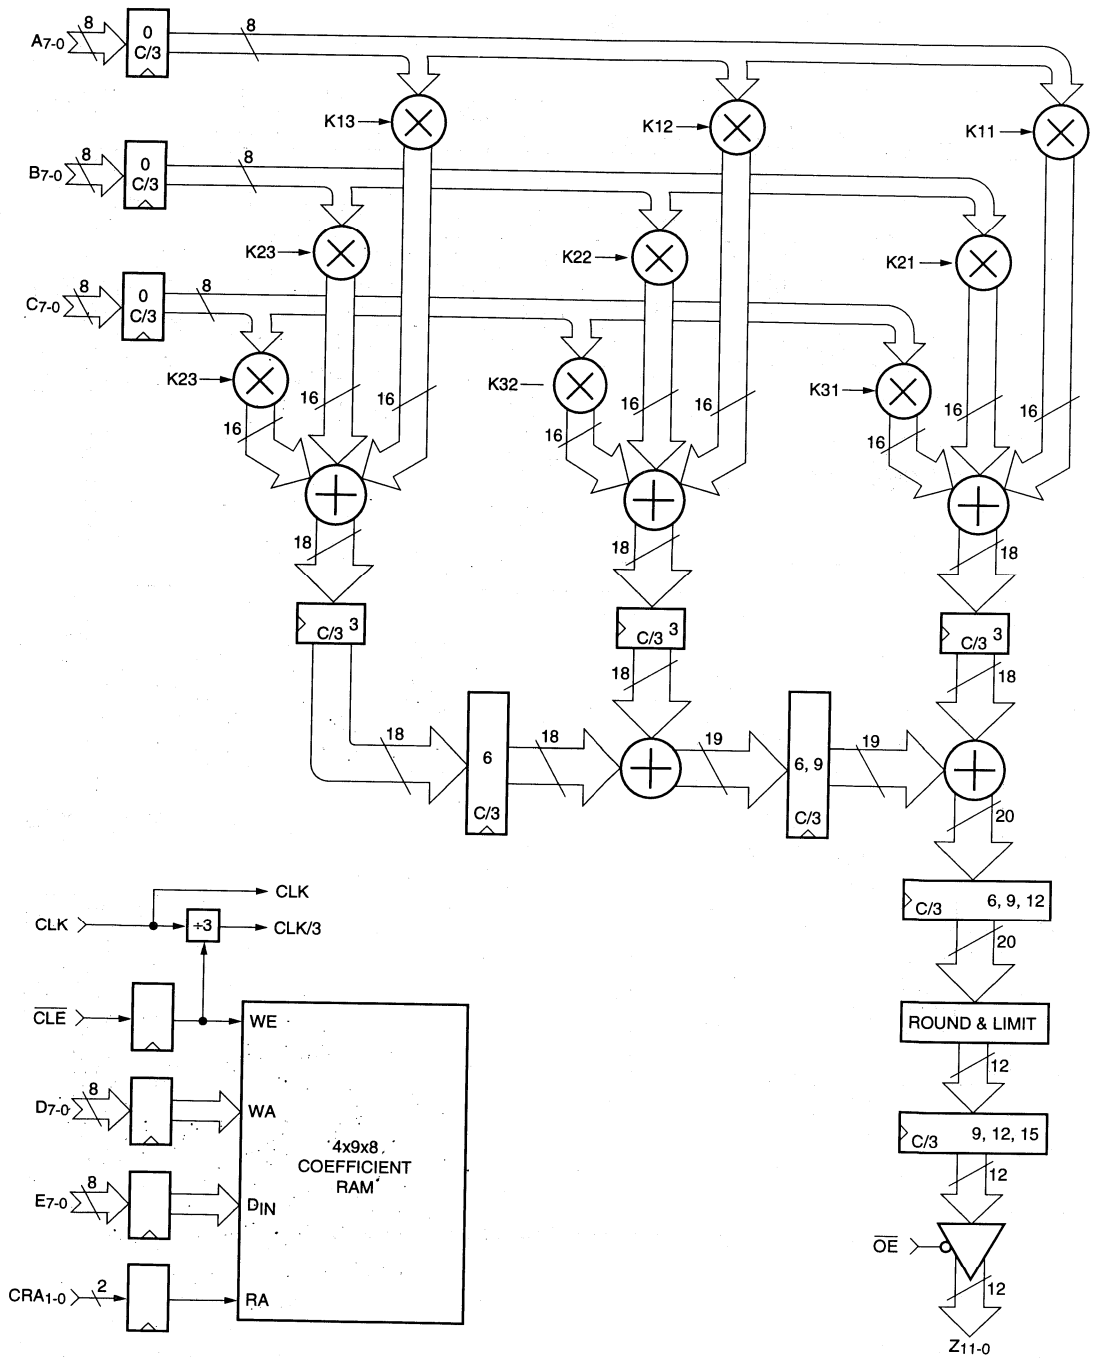 A7-0
8
0
C/3
8
K13
K12
K11
B7-0
8
0
C/3
8
K23
K22
K21
C7-0
8
0
C/3
8
K23
K32
K31
16
16
16
16
16
16
16
16
16
18
18
18
C/3 3
C/3 3
C/3 3
18
18
18
6
C/3
18
19
6, 9
C/3
19
20
C/3 6, 9, 12
20
ROUND & LIMIT
12
C/3 9, 12, 15
12
OE
12
Z11-0
CLK
CLK
÷3
CLK/3
CLE
WE
D7-0
8
WA
4x9x8
COEFFICIENT
RAM
E7-0
8
DIN
CRA1-0
2
RA